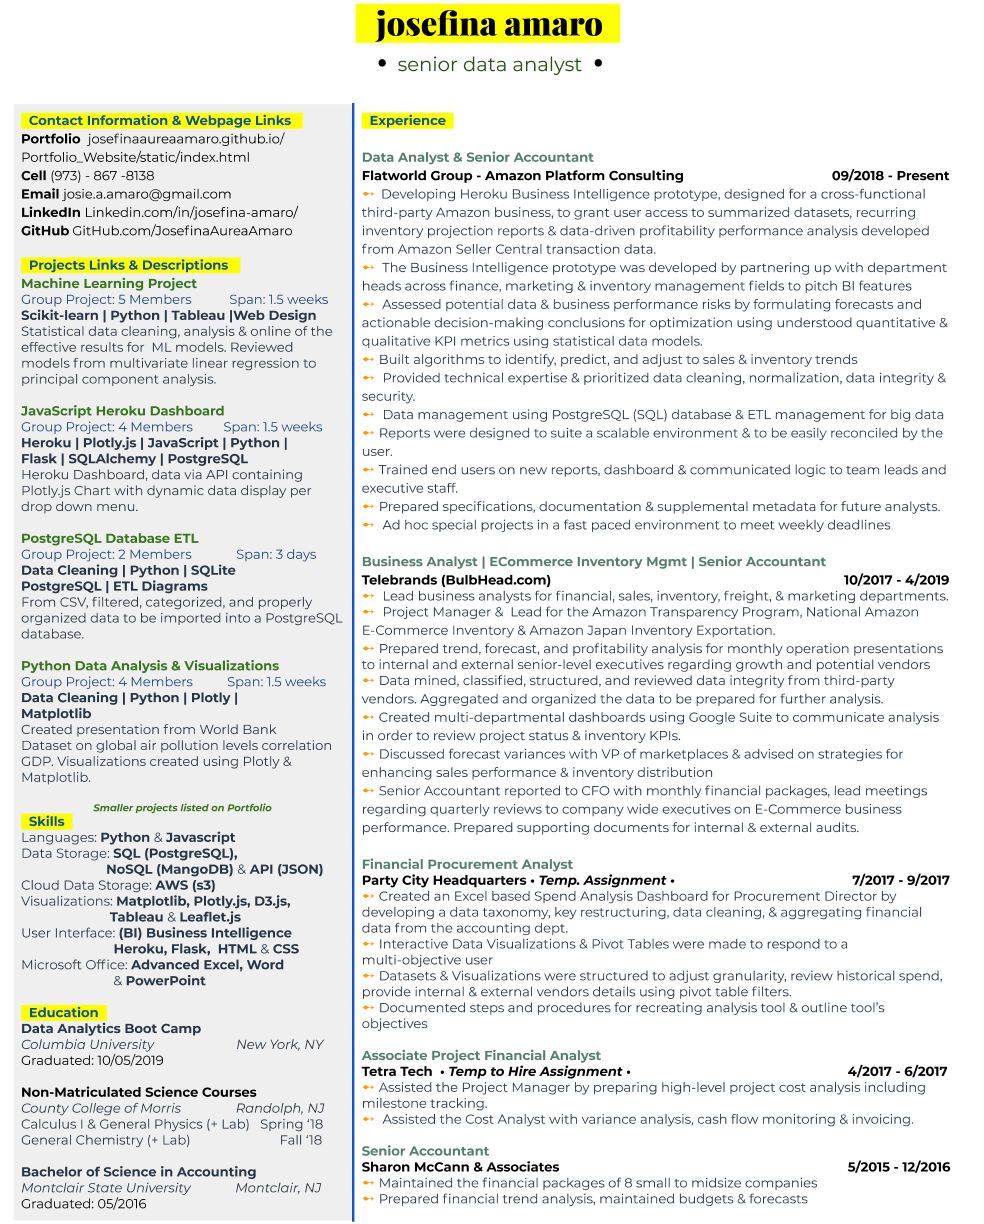 josefina amaro
• senior data analyst •
Contact Information & Webpage Links
Portfolio josefinaaureaamaro.github.io/
Portfolio_Website/static/index.html
Cell (973) - 867 -8138
Email josie.a.amaro@gmail.com
LinkedIn Linkedin.com/in/josefina-amaro/
GitHub GitHub.com/JosefinaAureaAmaro
Projects Links & Descriptions
Machine Learning Project
Group Project: 5 Members Span: 1.5 weeks
Scikit-learn | Python | Tableau |Web Design
Statistical data cleaning, analysis & online of the
effective results for ML models. Reviewed
models from multivariate linear regression to
principal component analysis.
JavaScript Heroku Dashboard
Group Project: 4 Members Span: 1.5 weeks
Heroku | Plotly.js | JavaScript | Python |
Flask | SQLAlchemy | PostgreSQL
Heroku Dashboard, data via API containing
Plotly.js Chart with dynamic data display per
drop down menu.
PostgreSQL Database ETL
Group Project: 2 Members Span: 3 days
Data Cleaning | Python | SQLite
PostgreSQL | ETL Diagrams
From CSV, filtered, categorized, and properly
organized data to be imported into a PostgreSQL
database.
Python Data Analysis & Visualizations
Group Project: 4 Members Span: 1.5 weeks
Data Cleaning | Python | Plotly |
Matplotlib
Created presentation from World Bank
Dataset on global air pollution levels correlation
GDP. Visualizations created using Plotly &
Matplotlib.
Smaller projects listed on Portfolio
Skills
Languages: Python & Javascript
Data Storage: SQL (PostgreSQL),
NoSQL (MangoDB) & API (JSON)
Cloud Data Storage: AWS (s3)
Visualizations: Matplotlib, Plotly.js, D3.js,
Tableau & Leaflet.js
User Interface: (BI) Business Intelligence
Heroku, Flask, HTML & CSS
Microsoft Office: Advanced Excel, Word
& PowerPoint
Education
Data Analytics Boot Camp
Columbia University New York, NY
Graduated: 10/05/2019
Non-Matriculated Science Courses
County College of Morris Randolph, NJ
Calculus I & General Physics (+ Lab) Spring ‘18
General Chemistry (+ Lab) Fall ‘18
Bachelor of Science in Accounting
Montclair State University Montclair, NJ
Graduated: 05/2016
Experience
Data Analyst & Senior Accountant
Flatworld Group - Amazon Platform Consulting 09/2018 - Present
➵ Developing Heroku Business Intelligence prototype, designed for a cross-functional
third-party Amazon business, to grant user access to summarized datasets, recurring
inventory projection reports & data-driven profitability performance analysis developed
from Amazon Seller Central transaction data.
➵ The Business Intelligence prototype was developed by partnering up with department
heads across finance, marketing & inventory management fields to pitch BI features
➵ Assessed potential data & business performance risks by formulating forecasts and
actionable decision-making conclusions for optimization using understood quantitative &
qualitative KPI metrics using statistical data models.
➵ Built algorithms to identify, predict, and adjust to sales & inventory trends
➵ Provided technical expertise & prioritized data cleaning, normalization, data integrity &
security.
➵ Data management using PostgreSQL (SQL) database & ETL management for big data
➵ Reports were designed to suite a scalable environment & to be easily reconciled by the
user.
➵ Trained end users on new reports, dashboard & communicated logic to team leads and
executive staff.
➵ Prepared specifications, documentation & supplemental metadata for future analysts.
➵ Ad hoc special projects in a fast paced environment to meet weekly deadlines
Business Analyst | ECommerce Inventory Mgmt | Senior Accountant
Telebrands (BulbHead.com) 10/2017 - 4/2019
➵ Lead business analysts for financial, sales, inventory, freight, & marketing departments.
➵ Project Manager & Lead for the Amazon Transparency Program, National Amazon
E-Commerce Inventory & Amazon Japan Inventory Exportation.
➵ Prepared trend, forecast, and profitability analysis for monthly operation presentations
to internal and external senior-level executives regarding growth and potential vendors
➵ Data mined, classified, structured, and reviewed data integrity from third-party
vendors. Aggregated and organized the data to be prepared for further analysis.
➵ Created multi-departmental dashboards using Google Suite to communicate analysis
in order to review project status & inventory KPIs.
➵ Discussed forecast variances with VP of marketplaces & advised on strategies for
enhancing sales performance & inventory distribution
➵ Senior Accountant reported to CFO with monthly financial packages, lead meetings
regarding quarterly reviews to company wide executives on E-Commerce business
performance. Prepared supporting documents for internal & external audits.
Financial Procurement Analyst
Party City Headquarters • Temp. Assignment • 7/2017 - 9/2017
➵ Created an Excel based Spend Analysis Dashboard for Procurement Director by
developing a data taxonomy, key restructuring, data cleaning, & aggregating financial
data from the accounting dept.
➵ Interactive Data Visualizations & Pivot Tables were made to respond to a
multi-objective user
➵ Datasets & Visualizations were structured to adjust granularity, review historical spend,
provide internal & external vendors details using pivot table filters.
➵ Documented steps and procedures for recreating analysis tool & outline tool’s
objectives
Associate Project Financial Analyst
Tetra Tech • Temp to Hire Assignment • 4/2017 - 6/2017
➵ Assisted the Project Manager by preparing high-level project cost analysis including
milestone tracking.
➵ Assisted the Cost Analyst with variance analysis, cash flow monitoring & invoicing.
Senior Accountant
Sharon McCann & Associates 5/2015 - 12/2016
➵ Maintained the financial packages of 8 small to midsize companies
➵ Prepared financial trend analysis, maintained budgets & forecasts